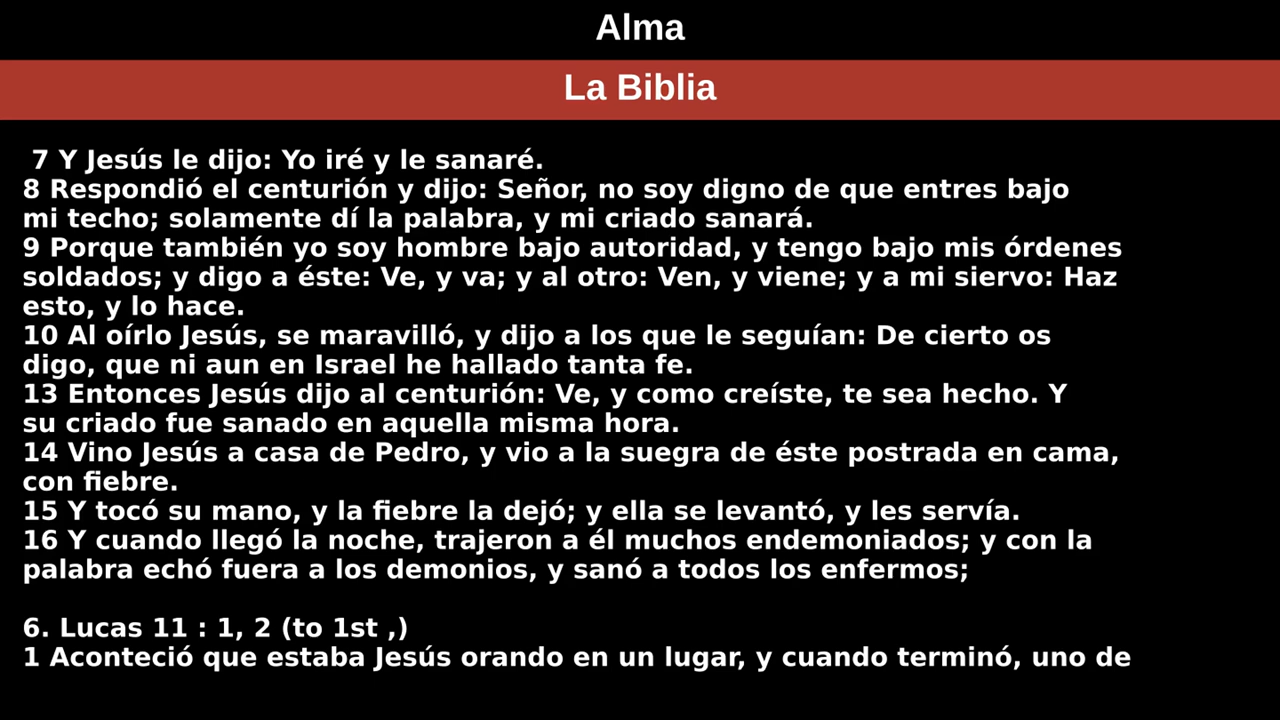 Alma
La Biblia
7 Y Jesús le dijo: Yo iré y le sanaré.
8 Respondió el centurión y dijo: Señor, no soy digno de que entres bajo
mi techo; solamente dí la palabra, y mi criado sanará.
9 Porque también yo soy hombre bajo autoridad, y tengo bajo mis órdenes
soldados; y digo a éste: Ve, y va; y al otro: Ven, y viene; y a mi siervo: Haz
esto, y lo hace.
10 Al oírlo Jesús, se maravilló, y dijo a los que le seguían: De cierto os
digo, que ni aun en Israel he hallado tanta fe.
13 Entonces Jesús dijo al centurión: Ve, y como creíste, te sea hecho. Y
su criado fue sanado en aquella misma hora.
14 Vino Jesús a casa de Pedro, y vio a la suegra de éste postrada en cama,
con fiebre.
15 Y tocó su mano, y la fiebre la dejó; y ella se levantó, y les servía.
16 Y cuando llegó la noche, trajeron a él muchos endemoniados; y con la
palabra echó fuera a los demonios, y sanó a todos los enfermos;
6. Lucas 11 : 1, 2 (to 1st ,)
1 Aconteció que estaba Jesús orando en un lugar, y cuando terminó, uno de